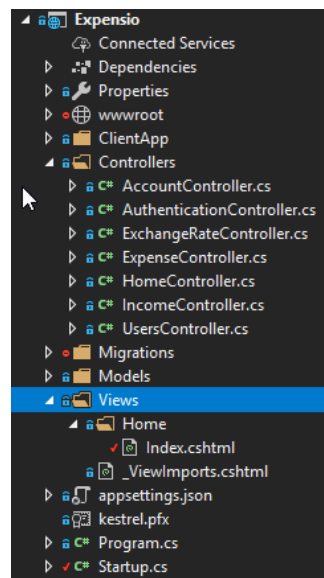 Expensio
Connected Services
Dependencies
Properties
wwwroot
ClientApp
Controllers
C# AccountController.cs
C# AuthenticationController.cs
C# ExchangeRateController.cs
C# ExpenseController.cs
C# HomeController.cs
C# IncomeController.cs
C# UsersController.cs
Migrations
Models
Views
Home
Index.cshtml
_ViewImports.cshtml
appsettings.json
kestrel.pfx
C# Program.cs
C# Startup.cs